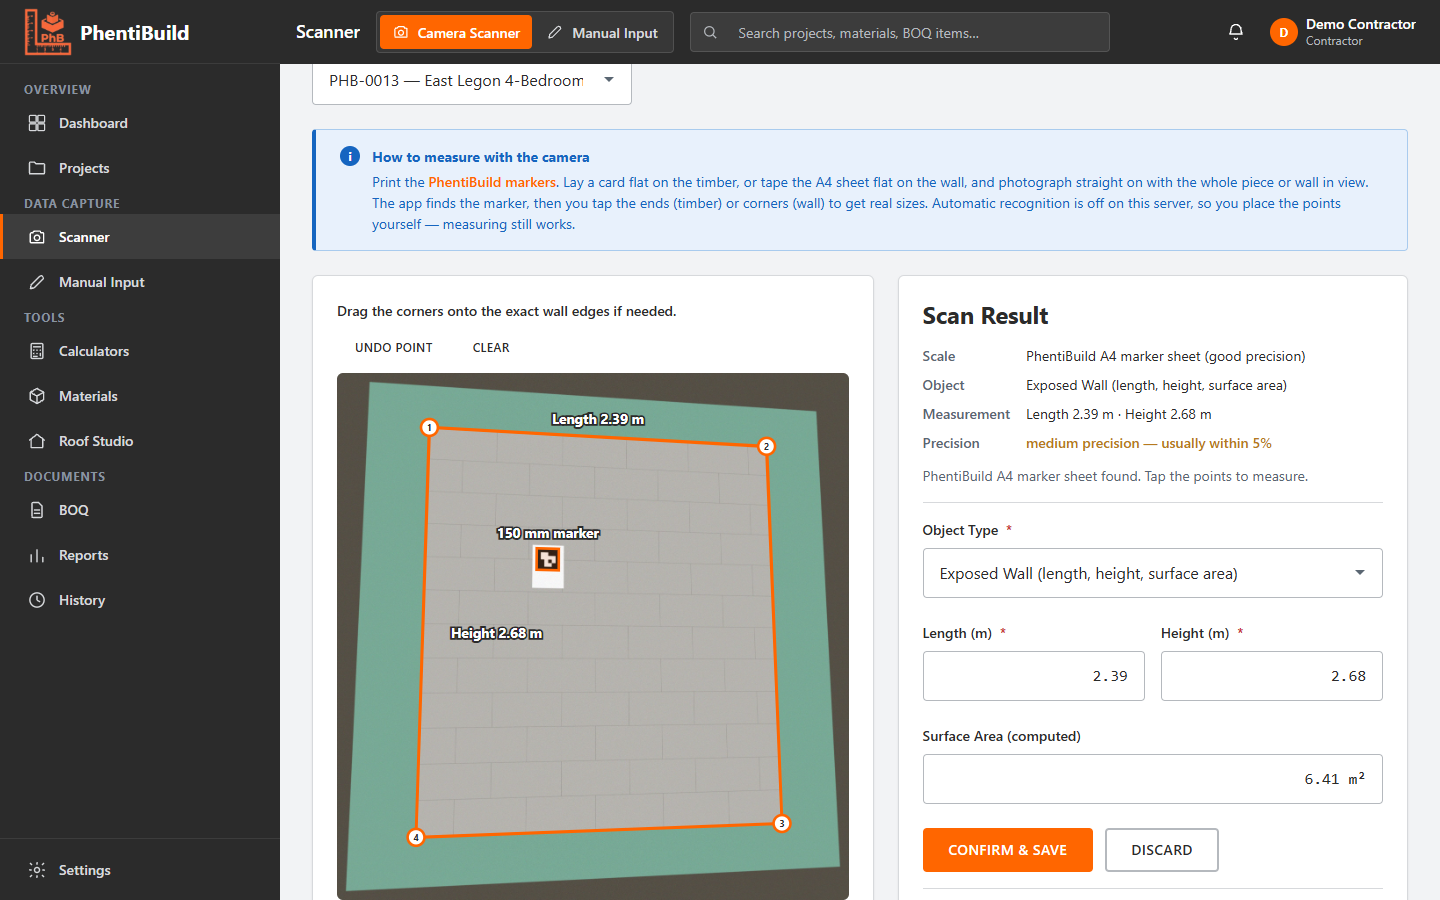 PhB
PhentiBuild
Scanner
Camera Scanner
Manual Input
Search projects, materials, BOQ items...
D
Demo Contractor
Contractor
OVERVIEW
Dashboard
Projects
DATA CAPTURE
Scanner
Manual Input
TOOLS
Calculators
Materials
Roof Studio
DOCUMENTS
BOQ
Reports
History
Settings
PHB-0013 — East Legon 4-Bedroom
How to measure with the camera
Print the PhentiBuild markers. Lay a card flat on the timber, or tape the A4 sheet flat on the wall, and photograph straight on with the whole piece or wall in view.
The app finds the marker, then you tap the ends (timber) or corners (wall) to get real sizes. Automatic recognition is off on this server, so you place the points
yourself — measuring still works.
Drag the corners onto the exact wall edges if needed.
UNDO POINT
CLEAR
Length 2.39 m
1
2
150 mm marker
Height 2.68 m
4
3
Scan Result
Scale PhentiBuild A4 marker sheet (good precision)
Object Exposed Wall (length, height, surface area)
Measurement Length 2.39 m · Height 2.68 m
Precision medium precision — usually within 5%
PhentiBuild A4 marker sheet found. Tap the points to measure.
Object Type *
Exposed Wall (length, height, surface area)
Length (m) * Height (m) *
2.39 2.68
Surface Area (computed)
6.41 m²
CONFIRM & SAVE
DISCARD